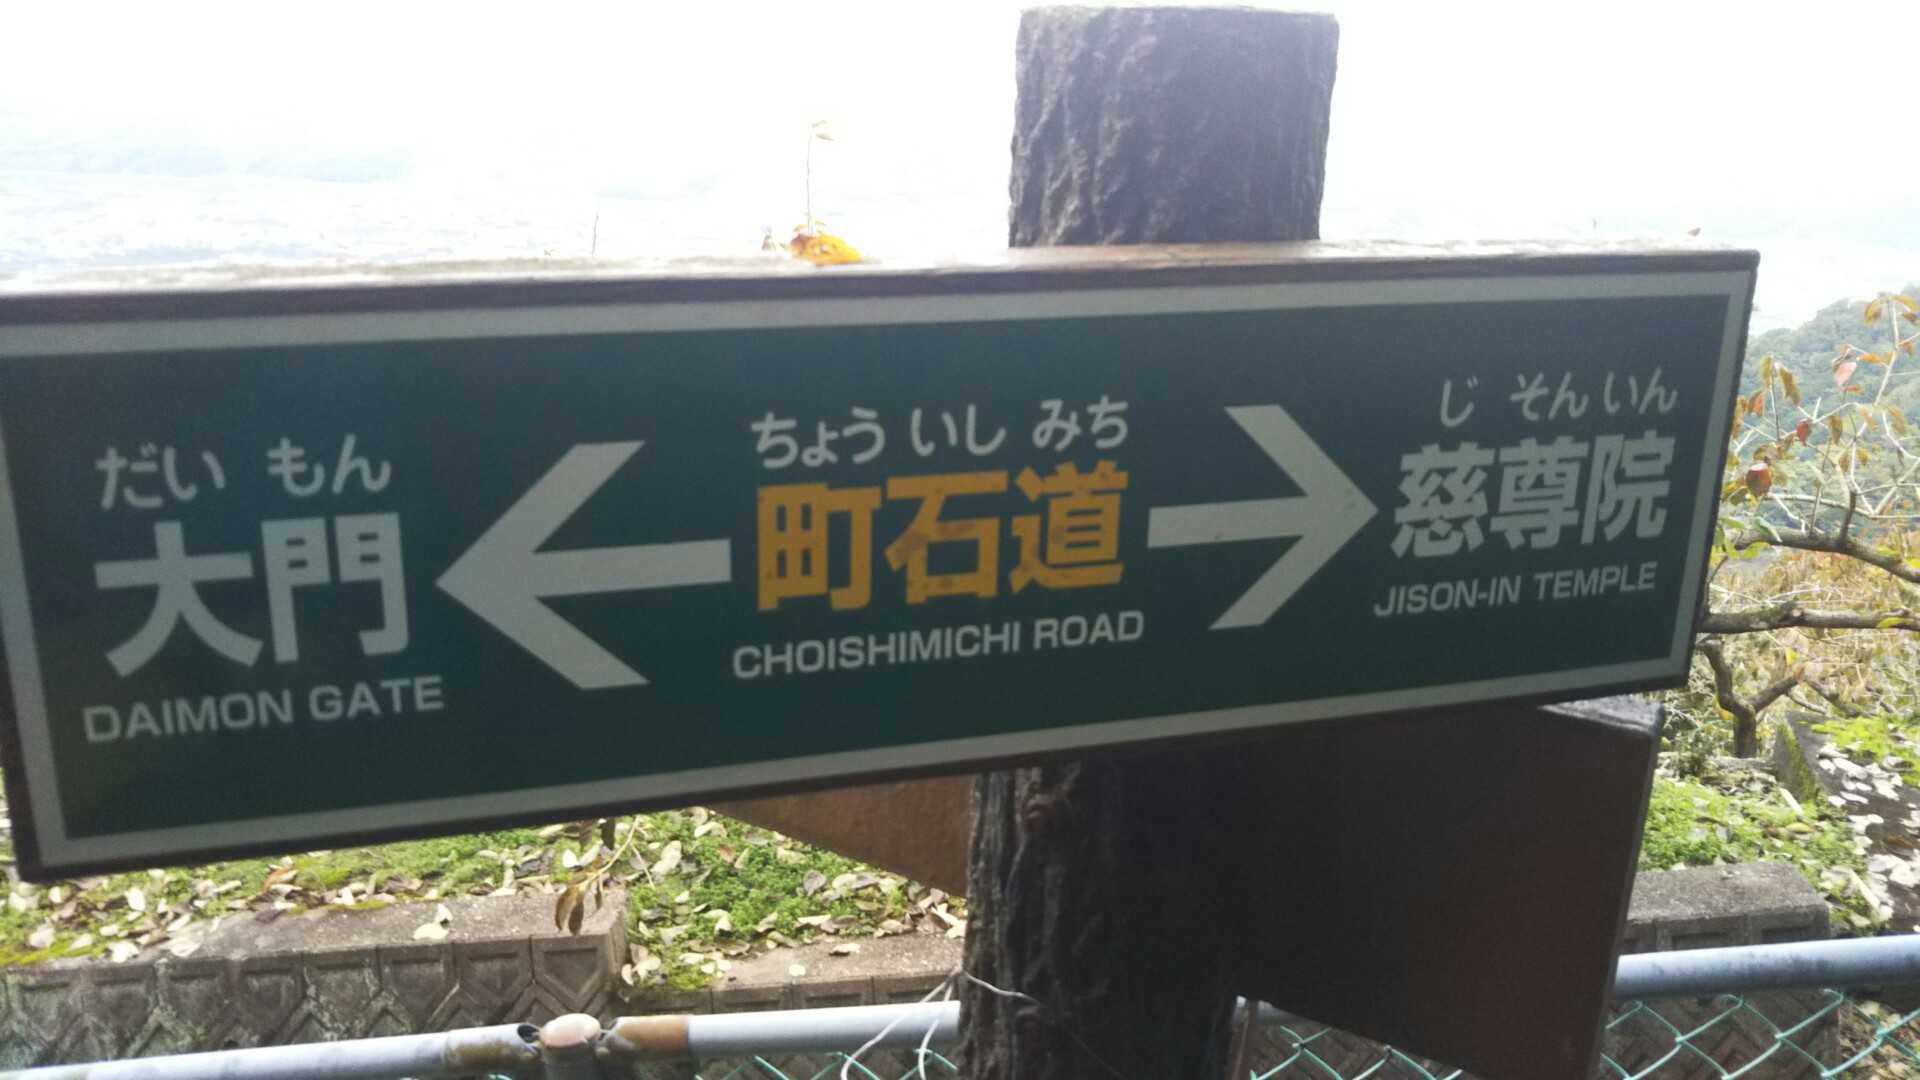 だい もん
大門
DAIMON GATE
ちょう いし みち
町石道
CHOISHIMICHI ROAD
じ そん いん
慈尊院
JISON-IN TEMPLE